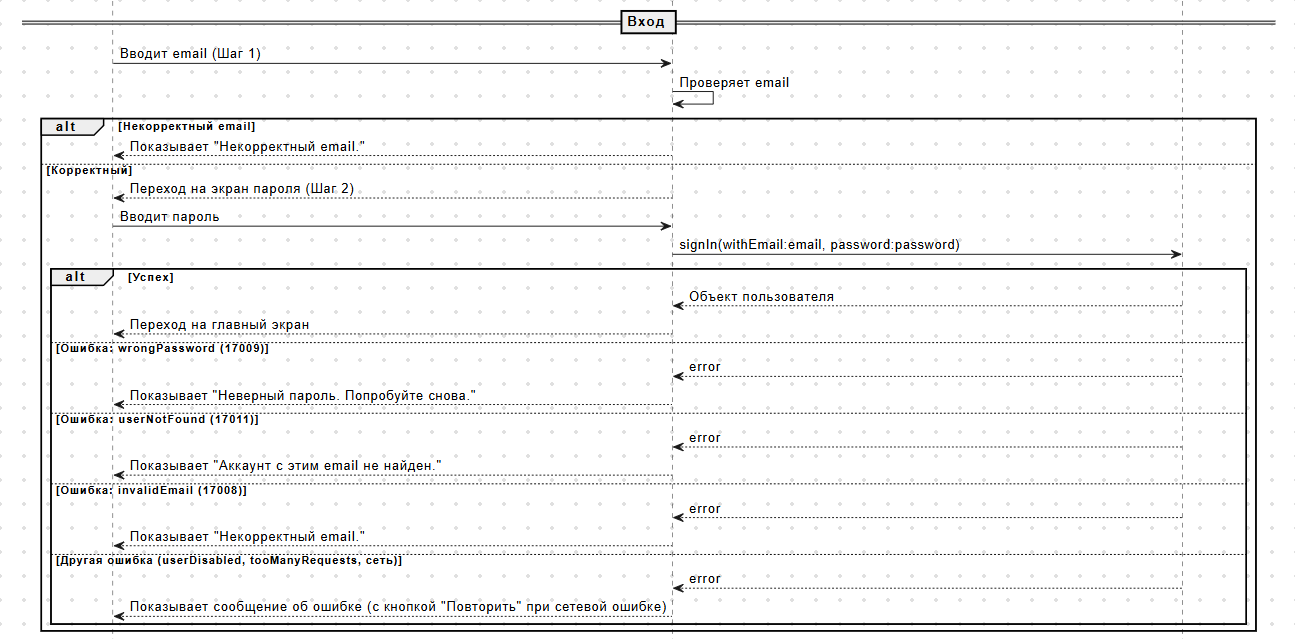 Вход
Вводит email (Шаг 1)
Проверяет email
alt [Некорректный email]
Показывает "Некорректный email."
[Корректный]
Переход на экран пароля (Шаг 2)
Вводит пароль
signIn(withEmail:email, password:password)
alt [Успех]
Объект пользователя
Переход на главный экран
[Ошибка: wrongPassword (17009)]
error
Показывает "Неверный пароль. Попробуйте снова."
[Ошибка: userNotFound (17011)]
error
Показывает "Аккаунт с этим email не найден."
[Ошибка: invalidEmail (17008)]
error
Показывает "Некорректный email."
[Другая ошибка (userDisabled, tooManyRequests, сеть)]
error
Показывает сообщение об ошибке (с кнопкой "Повторить" при сетевой ошибке)